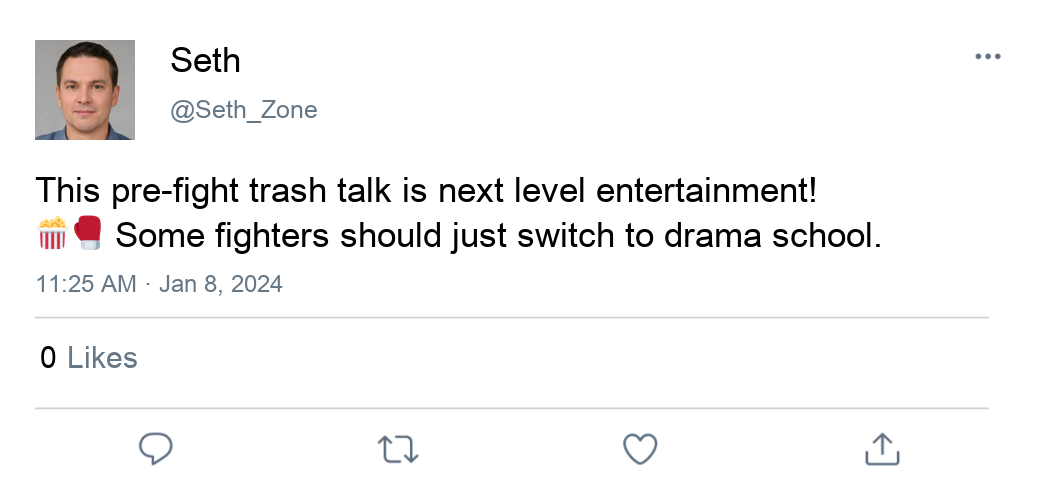 Seth
@Seth_Zone
This pre-fight trash talk is next level entertainment!
🍿🥊 Some fighters should just switch to drama school.
11:25 AM · Jan 8, 2024
0 Likes